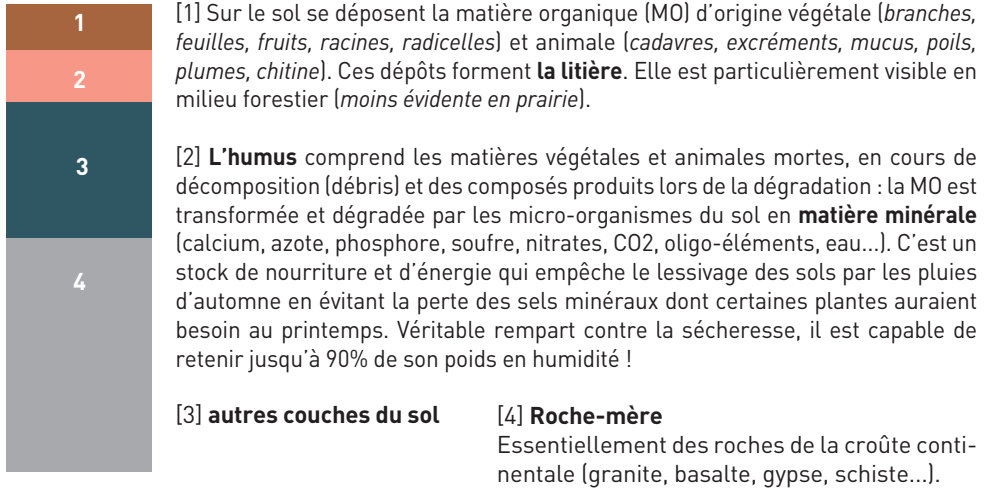 1
2
3
4
[1] Sur le sol se déposent la matière organique (MO) d’origine végétale (branches,
feuilles, fruits, racines, radicelles) et animale (cadavres, excréments, mucus, poils,
plumes, chitine). Ces dépôts forment la litière. Elle est particulièrement visible en
milieu forestier (moins évidente en prairie).
[2] L’humus comprend les matières végétales et animales mortes, en cours de
décomposition (débris) et des composés produits lors de la dégradation : la MO est
transformée et dégradée par les micro-organismes du sol en matière minérale
(calcium, azote, phosphore, soufre, nitrates, CO2, oligo-éléments, eau...). C’est un
stock de nourriture et d’énergie qui empêche le lessivage des sols par les pluies
d’automne en évitant la perte des sels minéraux dont certaines plantes auraient
besoin au printemps. Véritable rempart contre la sécheresse, il est capable de
retenir jusqu’à 90% de son poids en humidité !
[3] autres couches du sol
[4] Roche-mère
Essentiellement des roches de la croûte conti-
nentale (granite, basalte, gypse, schiste...).